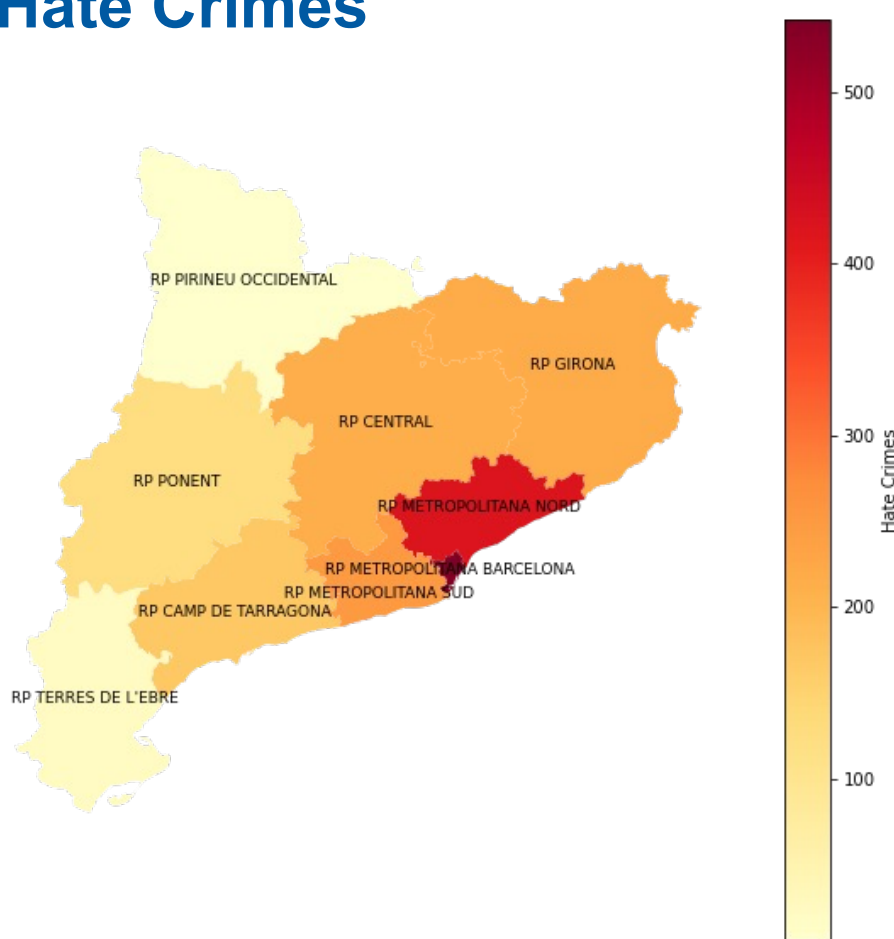 Hate Crimes
RP PIRINEU OCCIDENTAL
RP GIRONA
RP CENTRAL
RP PONENT
RP METROPOLITANA NORD
RP METROPOLITANA BARCELONA
RP METROPOLITANA SUD
RP CAMP DE TARRAGONA
RP TERRES DE L'EBRE
500
400
300
200
100
Hate Crimes